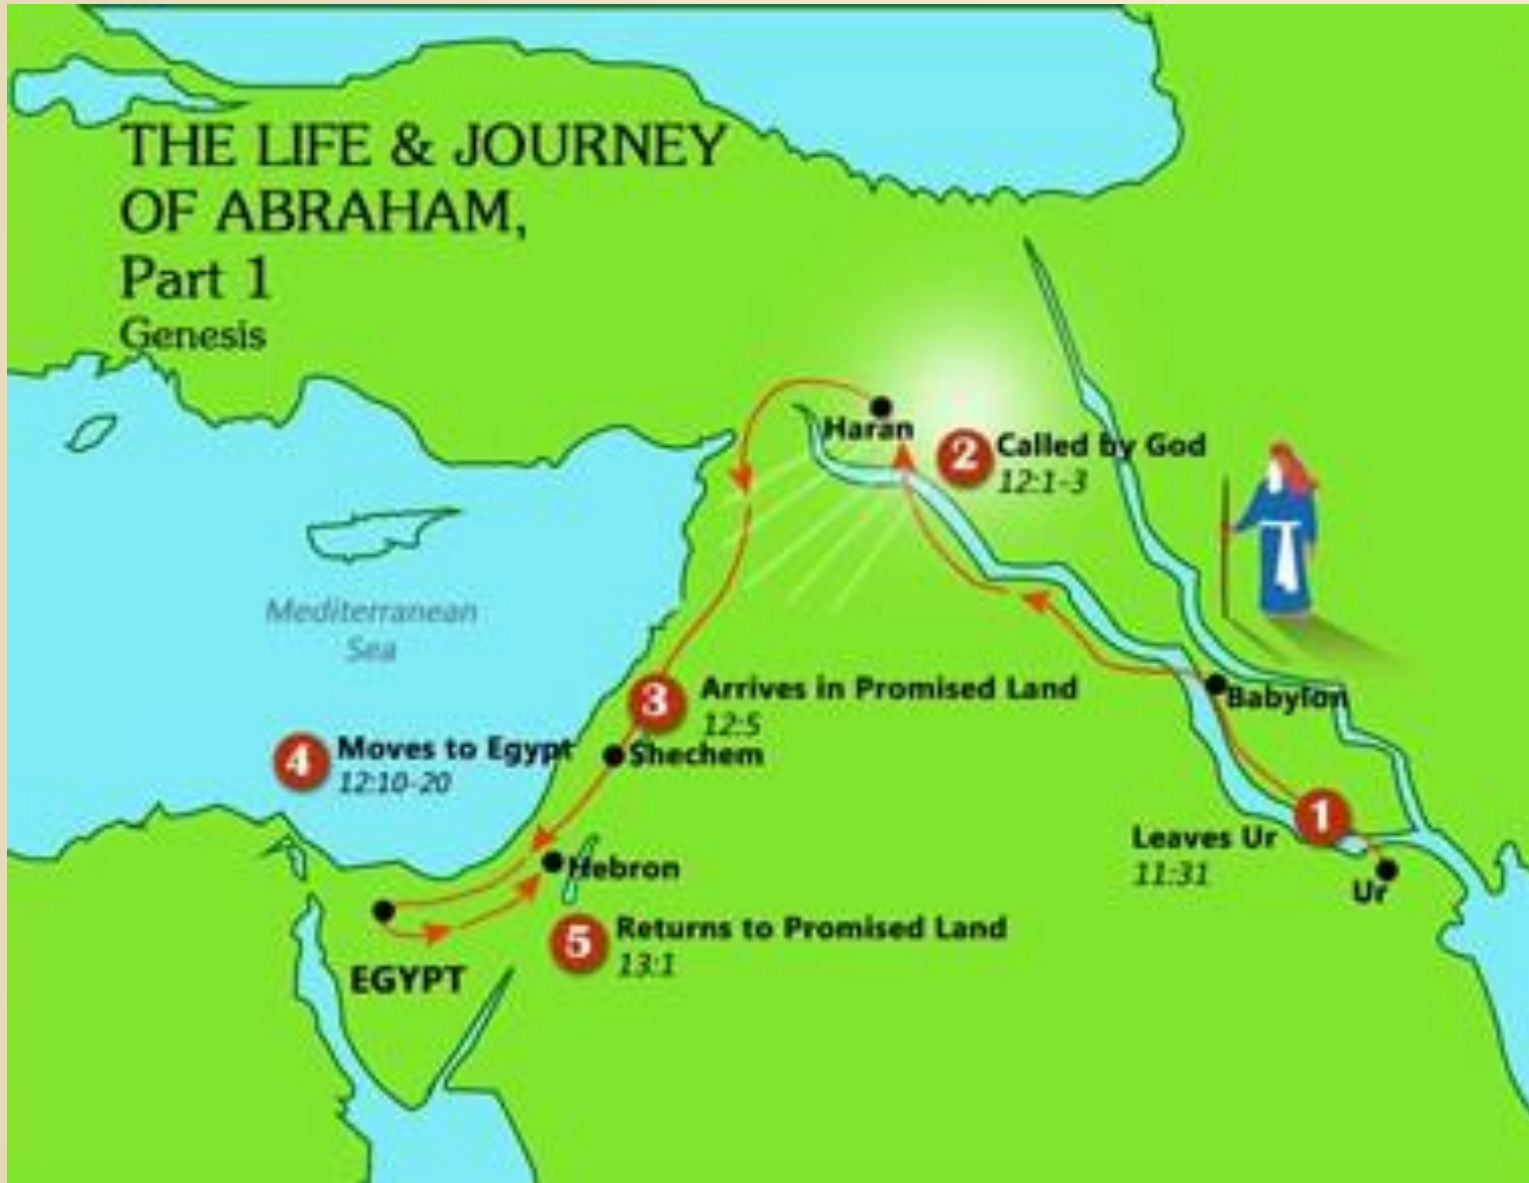 THE LIFE & JOURNEY
OF ABRAHAM,
Part 1
Genesis
Haran
2 Called by God
12:1-3
Mediterranean
Sea
3 Arrives in Promised Land
12:5
Babylon
4 Moves to Egypt
12:10-20
Shechem
1
Leaves Ur
11:31
Ur
Hebron
5 Returns to Promised Land
13:1
EGYPT